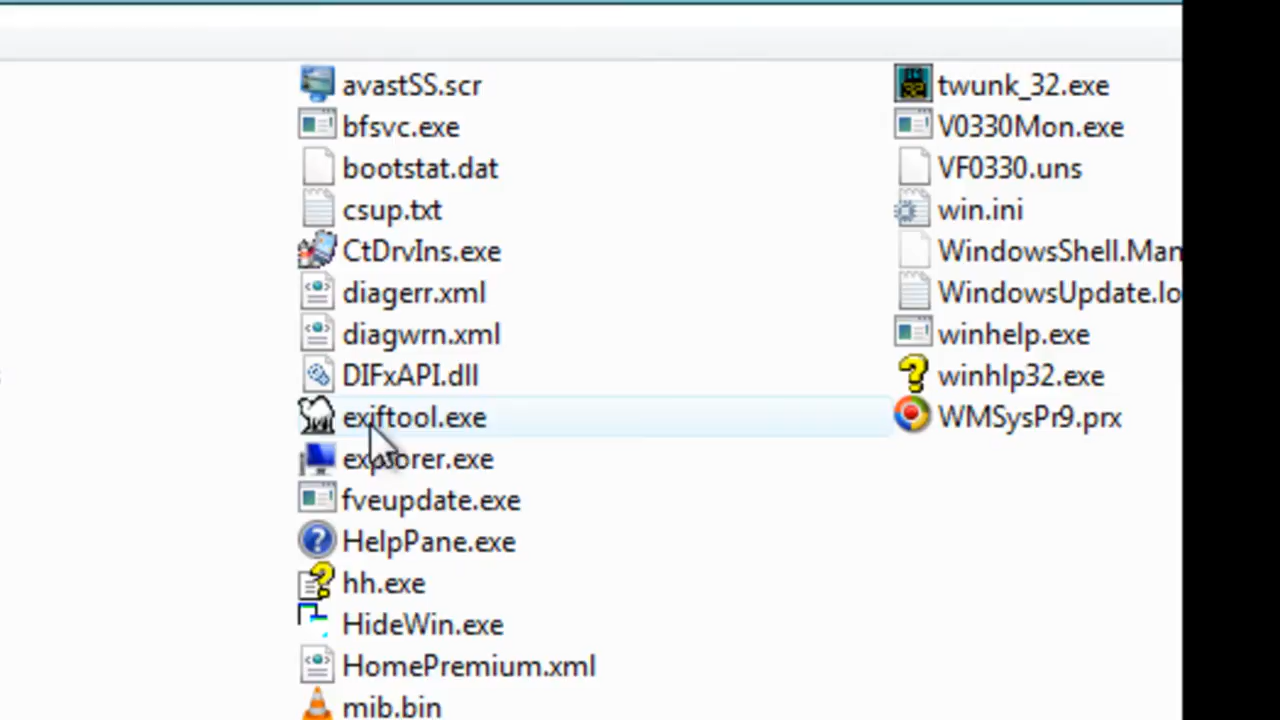 avastSS.scr
bfsvc.exe
bootstat.dat
csup.txt
CtDrvIns.exe
diagerr.xml
diagwrn.xml
DIFxAPI.dll
exiftool.exe
explorer.exe
fveupdate.exe
HelpPane.exe
hh.exe
HideWin.exe
HomePremium.xml
mib.bin
twunk_32.exe
V0330Mon.exe
VF0330.uns
win.ini
WindowsShell.Man
WindowsUpdate.lo
winhelp.exe
winhlp32.exe
WMSysPr9.prx